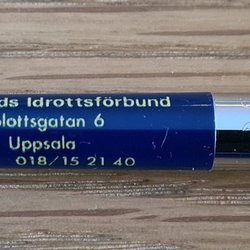 ds Idrottsförbund
lottsgatan 6
Uppsala
018/15 21 40